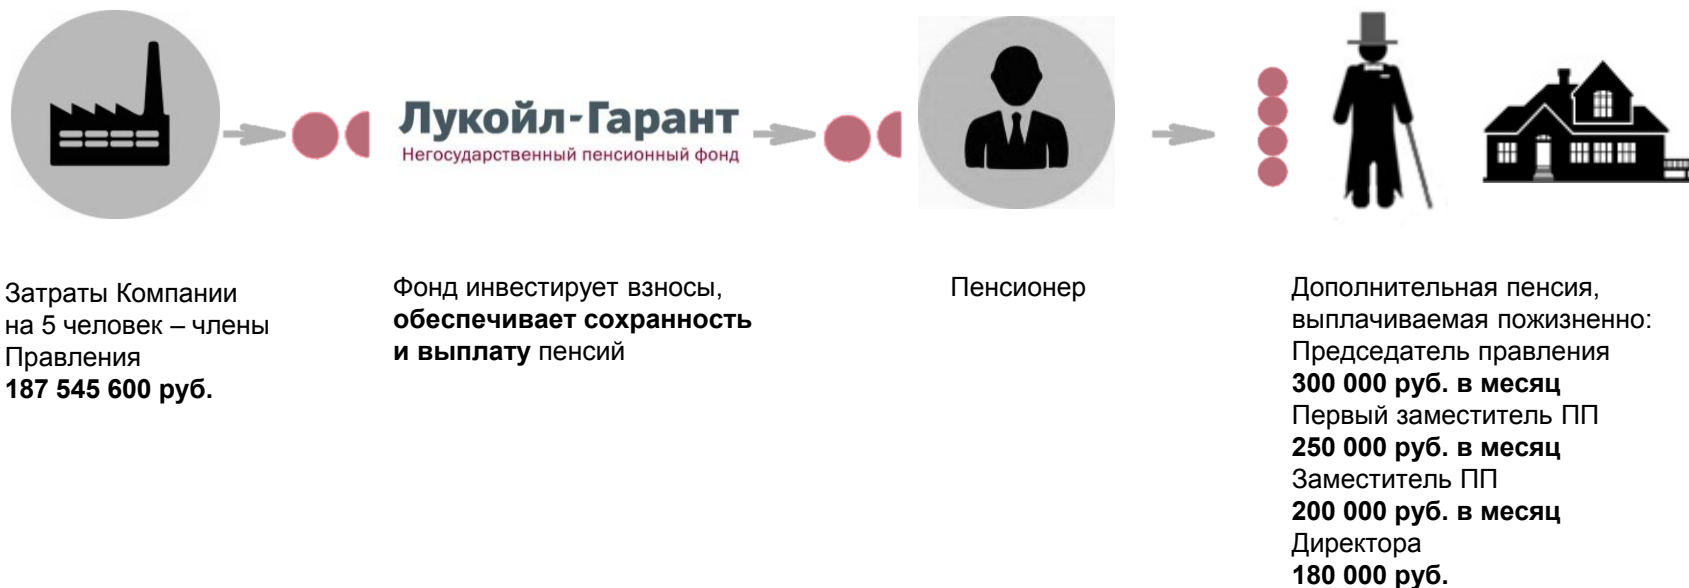 Лукойл-Гарант
Негосударственный пенсионный фонд
Затраты Компании
на 5 человек – члены
Правления
187 545 600 руб.
Фонд инвестирует взносы,
обеспечивает сохранность
и выплату пенсий
Пенсионер
Дополнительная пенсия,
выплачиваемая пожизненно:
Председатель правления
300 000 руб. в месяц
Первый заместитель ПП
250 000 руб. в месяц
Заместитель ПП
200 000 руб. в месяц
Директора
180 000 руб.